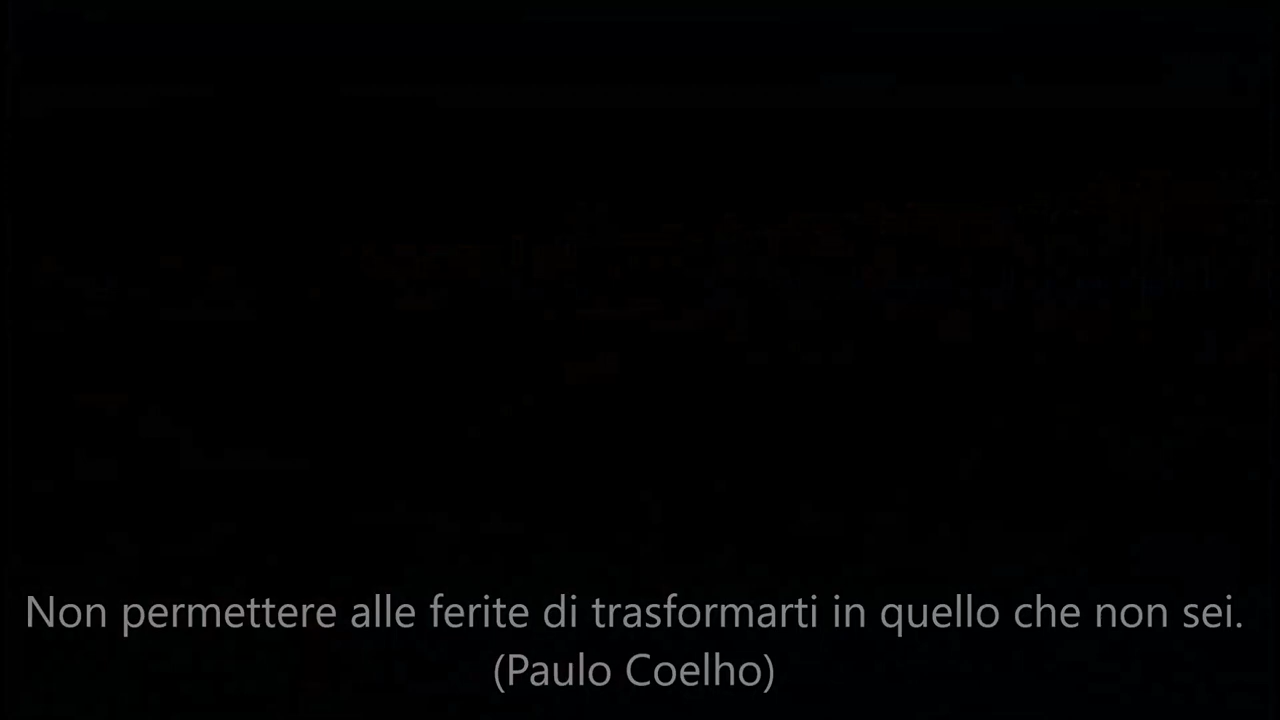 Non permettere alle ferite di trasformarti in quello che non sei.
(Paulo Coelho)